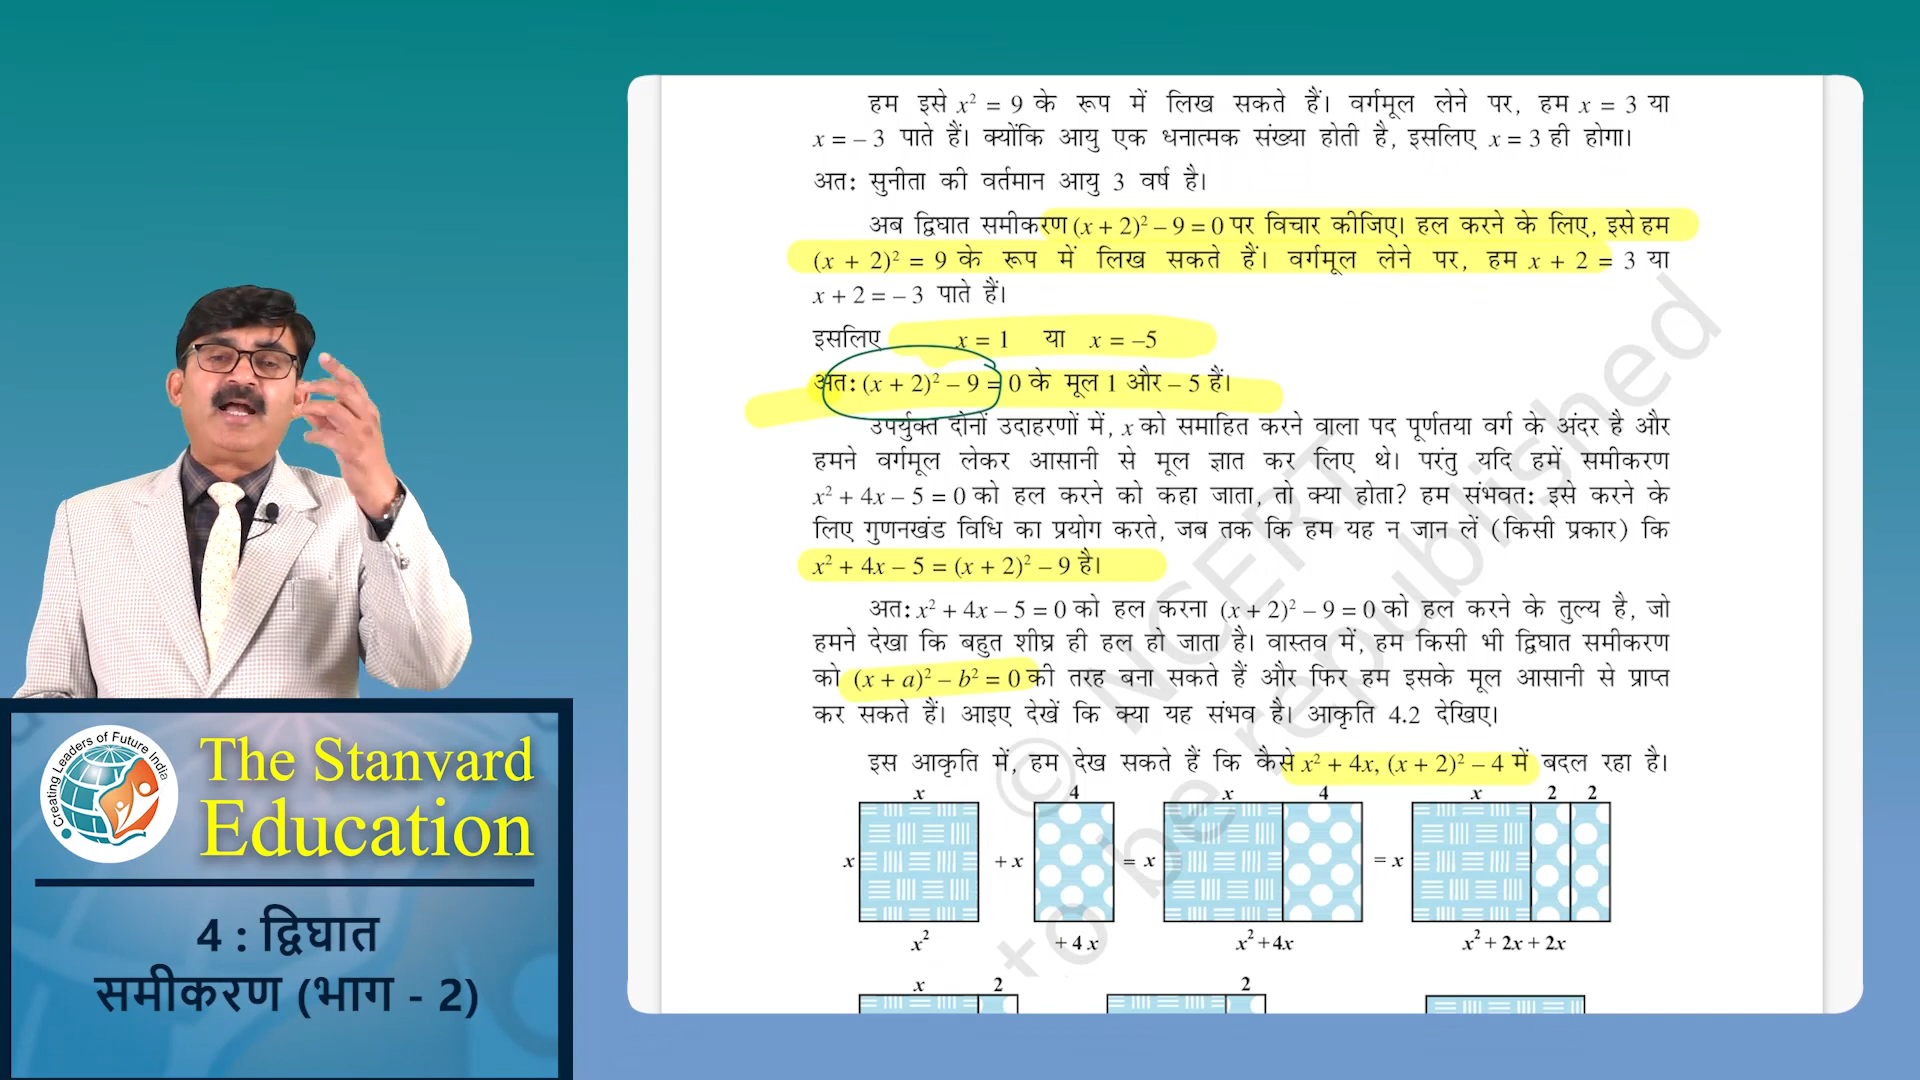 हम इसे x² = 9 के रूप में लिख सकते हैं। वर्गमूल लेने पर, हम x = 3 या
x = – 3 पाते हैं। क्योंकि आयु एक धनात्मक संख्या होती है, इसलिए x = 3 ही होगा।
अत: सुनीता की वर्तमान आयु 3 वर्ष है।
अब द्विघात समीकरण (x + 2)² – 9 = 0 पर विचार कीजिए। हल करने के लिए, इसे हम
(x + 2)² = 9 के रूप में लिख सकते हैं। वर्गमूल लेने पर, हम x + 2 = 3 या
x + 2 = – 3 पाते हैं।
इसलिए x = 1 या x = –5
अत: (x + 2)² – 9 = 0 के मूल 1 और – 5 हैं।
उपर्युक्त दोनों उदाहरणों में, x को समाहित करने वाला पद पूर्णतया वर्ग के अंदर है और
हमने वर्गमूल लेकर आसानी से मूल ज्ञात कर लिए थे। परंतु यदि हमें समीकरण
x² + 4x – 5 = 0 को हल करने को कहा जाता, तो क्या होता? हम संभवत: इसे करने के
लिए गुणनखंड विधि का प्रयोग करते, जब तक कि हम यह न जान लें (किसी प्रकार) कि
x² + 4x – 5 = (x + 2)² – 9 है।
अत: x² + 4x – 5 = 0 को हल करना (x + 2)² – 9 = 0 को हल करने के तुल्य है, जो
हमने देखा कि बहुत शीघ्र ही हल हो जाता है। वास्तव में, हम किसी भी द्विघात समीकरण
को (x + a)² – b² = 0 की तरह बना सकते हैं और फिर हम इसके मूल आसानी से प्राप्त
कर सकते हैं। आइए देखें कि क्या यह संभव है। आकृति 4.2 देखिए।
इस आकृति में, हम देख सकते हैं कि कैसे x² + 4x, (x + 2)² – 4 में बदल रहा है।
x 4 x 4 x 2 2
x + x = x = x
x² + 4 x x² + 4x x² + 2x + 2x
x 2 2
© NCERT
to be republished
Creating Leaders of Future India
The Stanvard
Education
4 : द्विघात
समीकरण (भाग - 2)